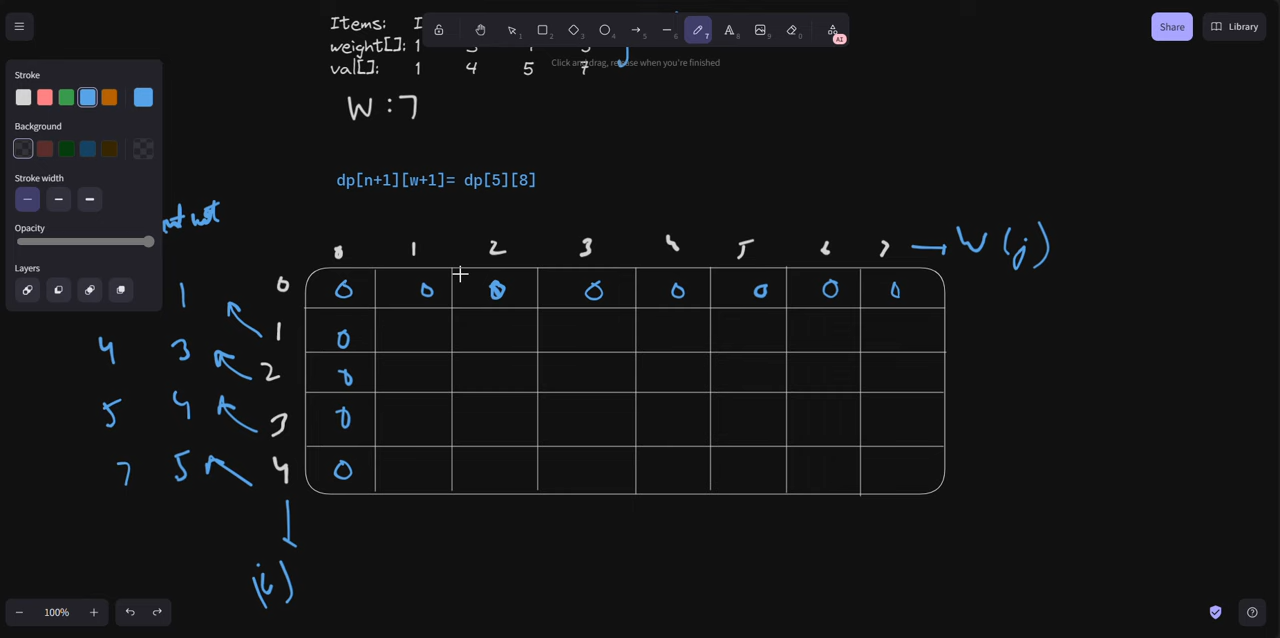 Items: I
Share
Library
weight[]: 1
val[]: 1 4 5 7
Click and drag, release when you're finished
W : 7
Stroke
Background
Stroke width
Opacity
Layers
dp[n+1][w+1]= dp[5][8]
wt
0 1 2 3 4 5 6 7 → W (j)
0 0 0 0 0 0 0 0 0
1 1 0
4 3 2 0
5 4 3 0
7 5 4 0
(i)
100%